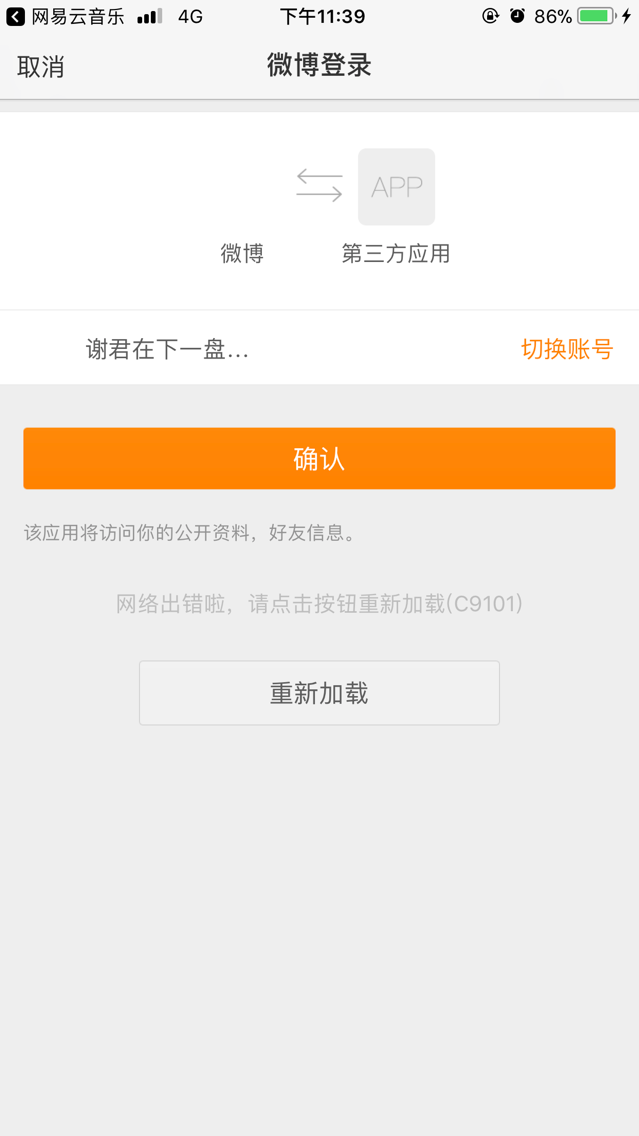 网易云音乐 4G 下午11:39 86%
取消 微博登录
APP
微博 第三方应用
谢君在下一盘... 切换账号
确认
该应用将访问你的公开资料，好友信息。
网络出错啦，请点击按钮重新加载(C9101)
重新加载